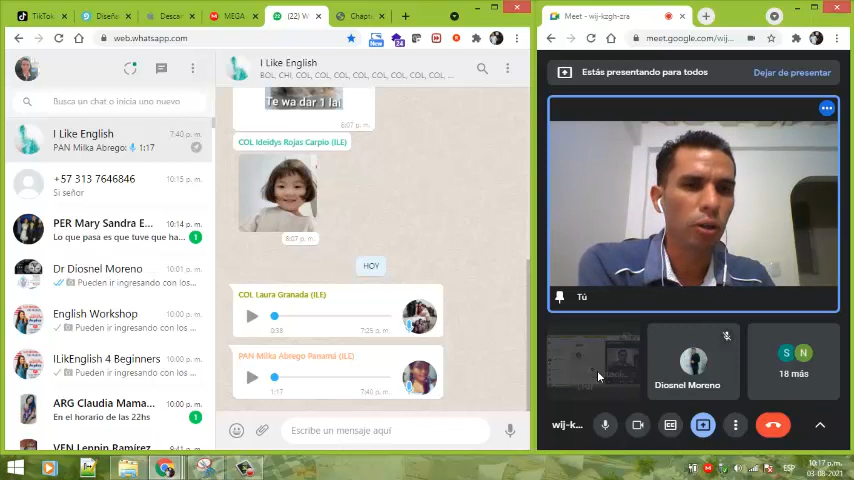 TikTok
Diseña
Descar
MEGA
(22) W
Chapt
Meet - wij-kzgh-zra
web.whatsapp.com
New
24
meet.google.com/wij...
Busca un chat o inicia uno nuevo
I Like English
7:40 p. m.
PAN Milka Abrego: 1:17
+57 313 7646846
10:15 p. m.
Si señor
PER Mary Sandra E...
10:14 p. m.
Lo que pasa es que tuve que ha...
1
Dr Diosnel Moreno
10:01 p. m.
Pueden ir ingresando con los ...
English Workshop
10:00 p. m.
Pueden ir ingresando con los ...
ILikEnglish 4 Beginners
10:00 p. m.
Pueden ir ingresando con los ...
ARG Claudia Mama...
10:00 p. m.
En el horario de las 22hs
1
VEN Lennin Ramírez
9:41 p. m.
I Like English
BOL, CHI, COL, COL, COL, COL, COL, COL, COL, ...
Te wa dar 1 lai
6:07 p. m.
COL Ideidys Rojas Carpio (ILE)
8:07 p. m.
HOY
COL Laura Granada (ILE)
0:33
7:25 p. m.
PAN Milka Abrego Panamá (ILE)
1:17
7:40 p. m.
Escribe un mensaje aquí
Estás presentando para todos
Dejar de presentar
Tú
Diosnel Moreno
S
N
18 más
wij-k...
ESP
10:17 p.m.
03-08-2021